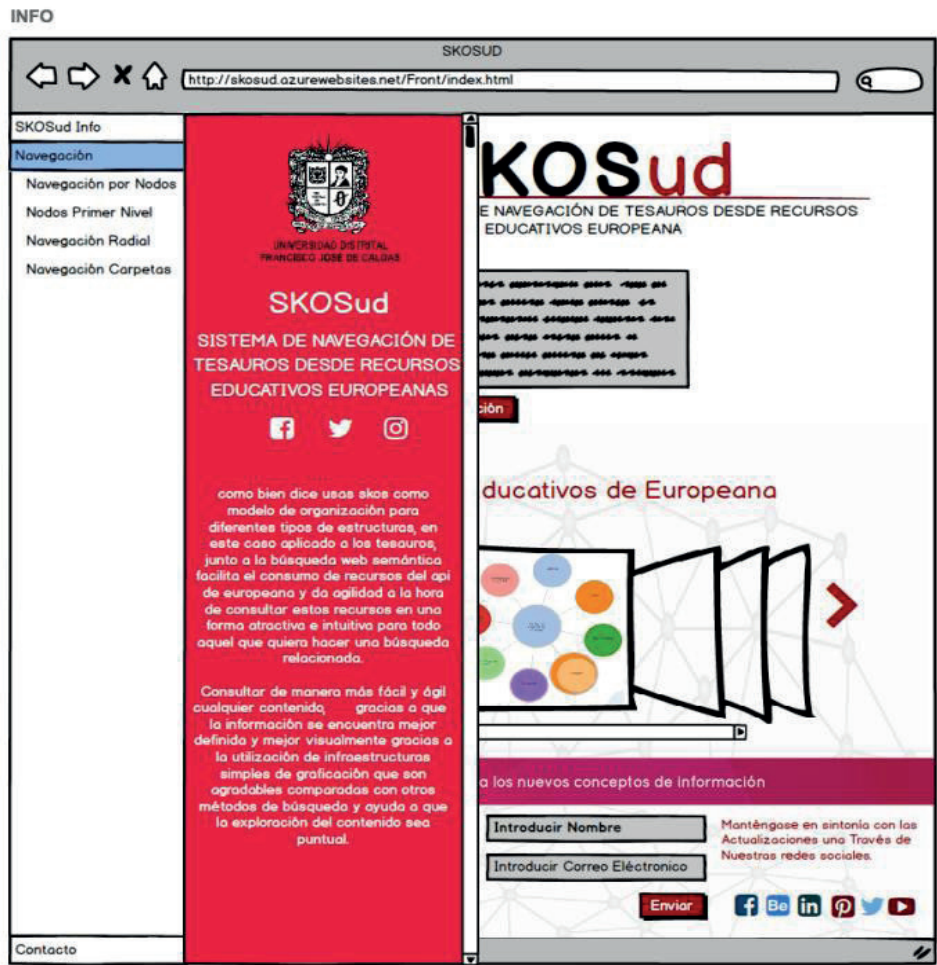 INFO
SKOSUD
http://skosud.azurewebsites.net/Front/index.html
SKOSud Info
Navegación
Navegación por Nodos
Nodos Primer Nivel
Navegación Radial
Navegación Carpetas
Contacto
UNIVERSIDAD DISTRITAL
FRANCISCO JOSE DE CALDAS
SKOSud
SISTEMA DE NAVEGACIÓN DE
TESAUROS DESDE RECURSOS
EDUCATIVOS EUROPEANAS
como bien dice usas skos como
modelo de organización para
diferentes tipos de estructuras, en
este caso aplicado a los tesauros,
junto a la búsqueda web semántica
facilita el consumo de recursos del api
de europeana y da agilidad a la hora
de consultar estos recursos en una
forma atractiva e intuitiva para todo
aquel que quiera hacer una búsqueda
relacionada.
Consultar de manera más fácil y ágil
cualquier contenido, gracias a que
la información se encuentra mejor
definida y mejor visualmente gracias a
la utilización de infraestructuras
simples de graficación que son
agradables comparadas con otros
métodos de búsqueda y ayuda a que
la exploración del contenido sea
puntual.
KOSud
E NAVEGACIÓN DE TESAUROS DESDE RECURSOS
EDUCATIVOS EUROPEANA
ción
ducativos de Europeana
a los nuevos conceptos de información
Introducir Nombre
Introducir Correo Eléctronico
Enviar
Manténgase en sintonía con las
Actualizaciones una Través de
Nuestras redes sociales.